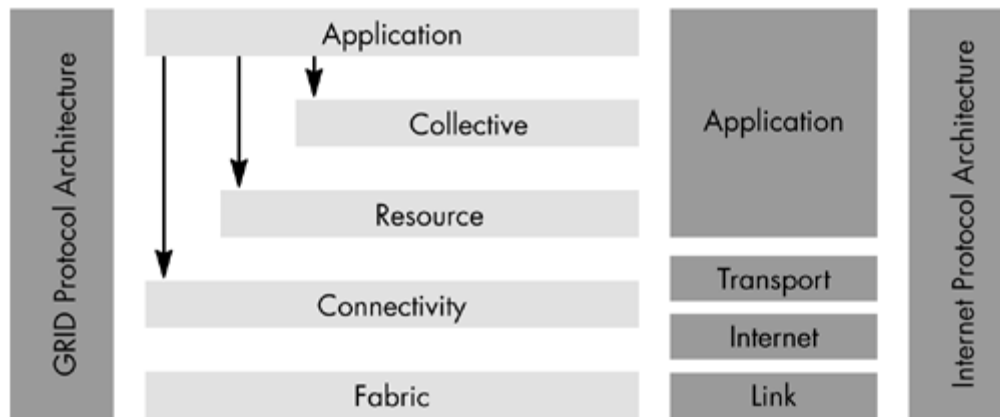 GRID Protocol Architecture
Application
Collective
Resource
Connectivity
Fabric
Application
Transport
Internet
Link
Internet Protocol Architecture